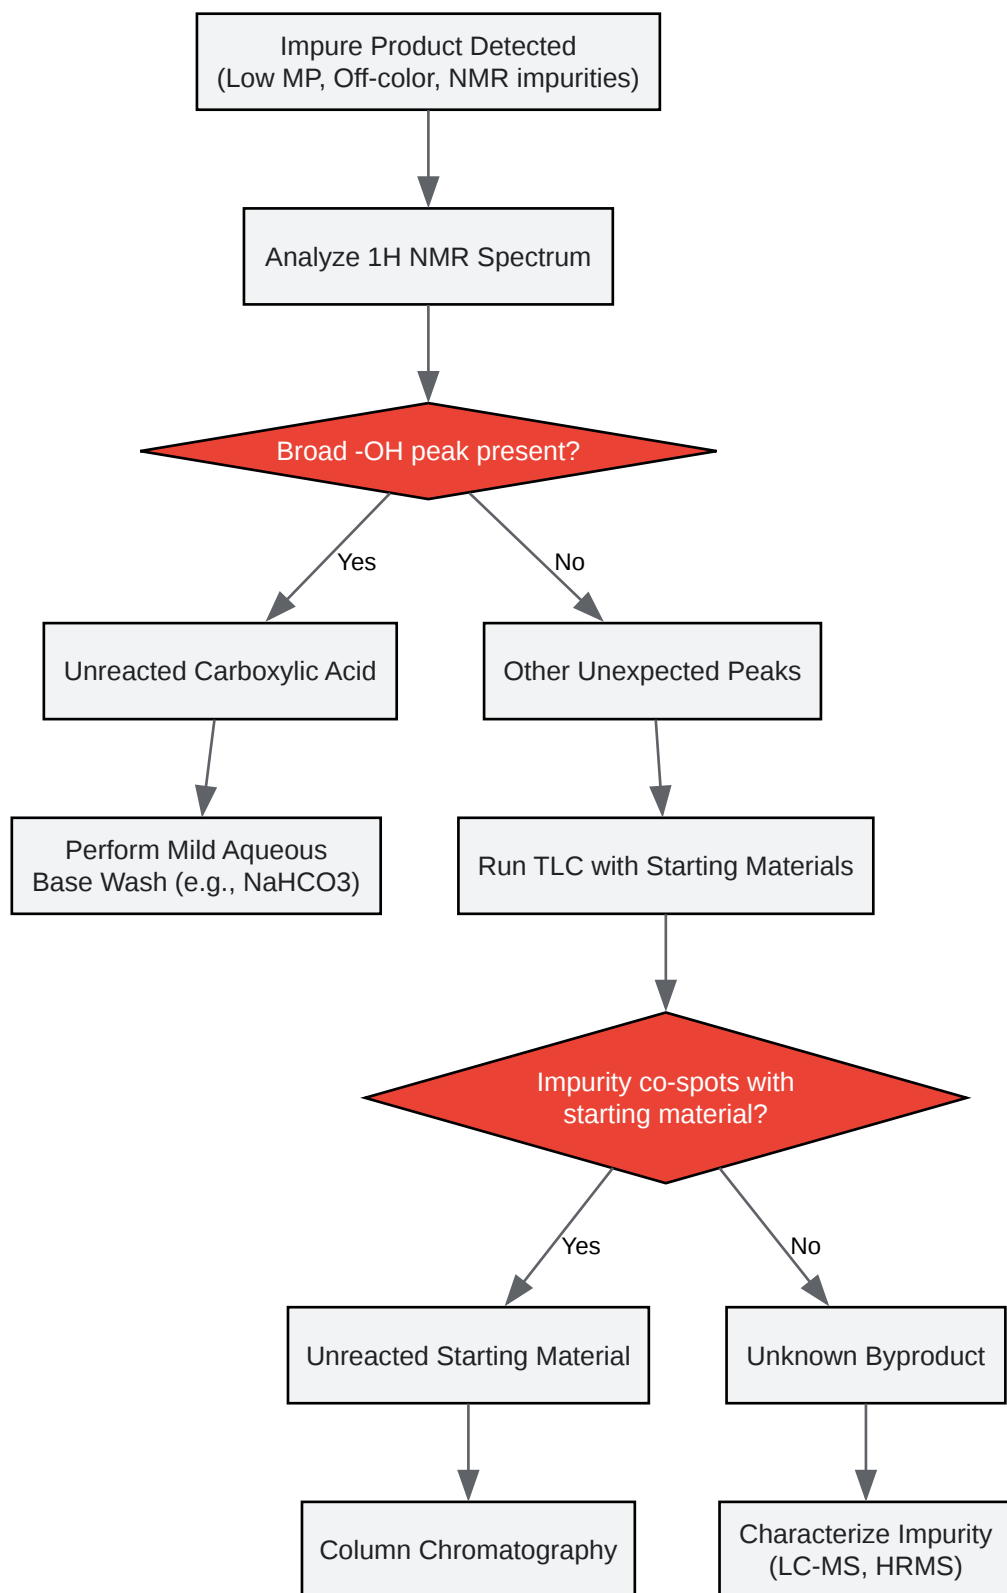 Impure Product Detected
(Low MP, Off-color, NMR impurities)
Analyze 1H NMR Spectrum
Broad -OH peak present?
Yes
No
Unreacted Carboxylic Acid
Other Unexpected Peaks
Perform Mild Aqueous
Base Wash (e.g., NaHCO3)
Run TLC with Starting Materials
Impurity co-spots with
starting material?
Yes
No
Unreacted Starting Material
Unknown Byproduct
Column Chromatography
Characterize Impurity
(LC-MS, HRMS)